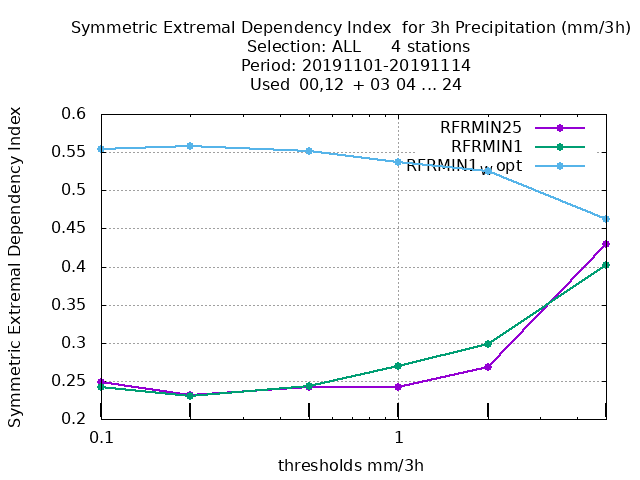 Symmetric Extremal Dependency Index for 3h Precipitation (mm/3h)
Selection: ALL 4 stations
Period: 20191101-20191114
Used 00,12 + 03 04 ... 24
Symmetric Extremal Dependency Index
0.6
0.55
0.5
0.45
0.4
0.35
0.3
0.25
0.2
RFRMIN25
RFRMIN1
RFRMIN1w opt
0.1
1
thresholds mm/3h